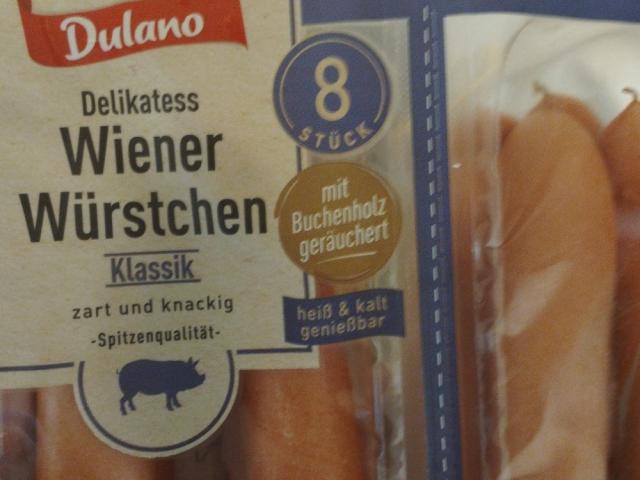 Dulano
Delikatess
Wiener
Würstchen
Klassik
zart und knackig
-Spitzenqualität-
8
STÜCK
mit
Buchenholz
geräuchert
heiß & kalt
genießbar